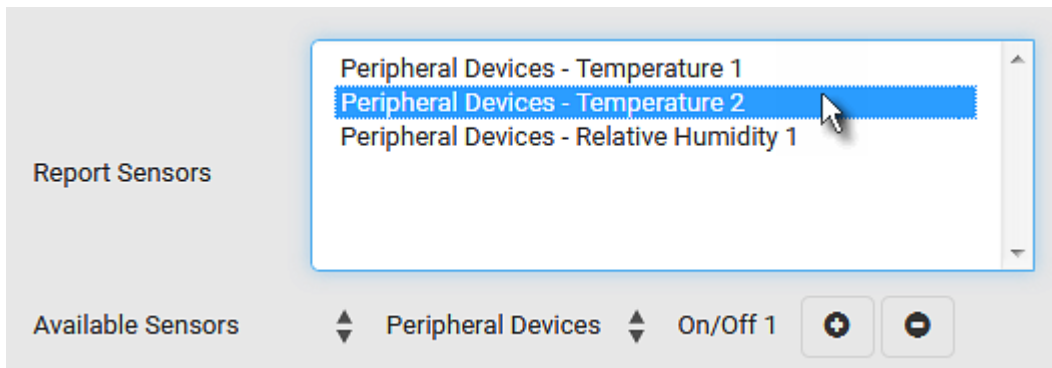 Peripheral Devices - Temperature 1
Peripheral Devices - Temperature 2
Peripheral Devices - Relative Humidity 1
Report Sensors
Available Sensors Peripheral Devices On/Off 1